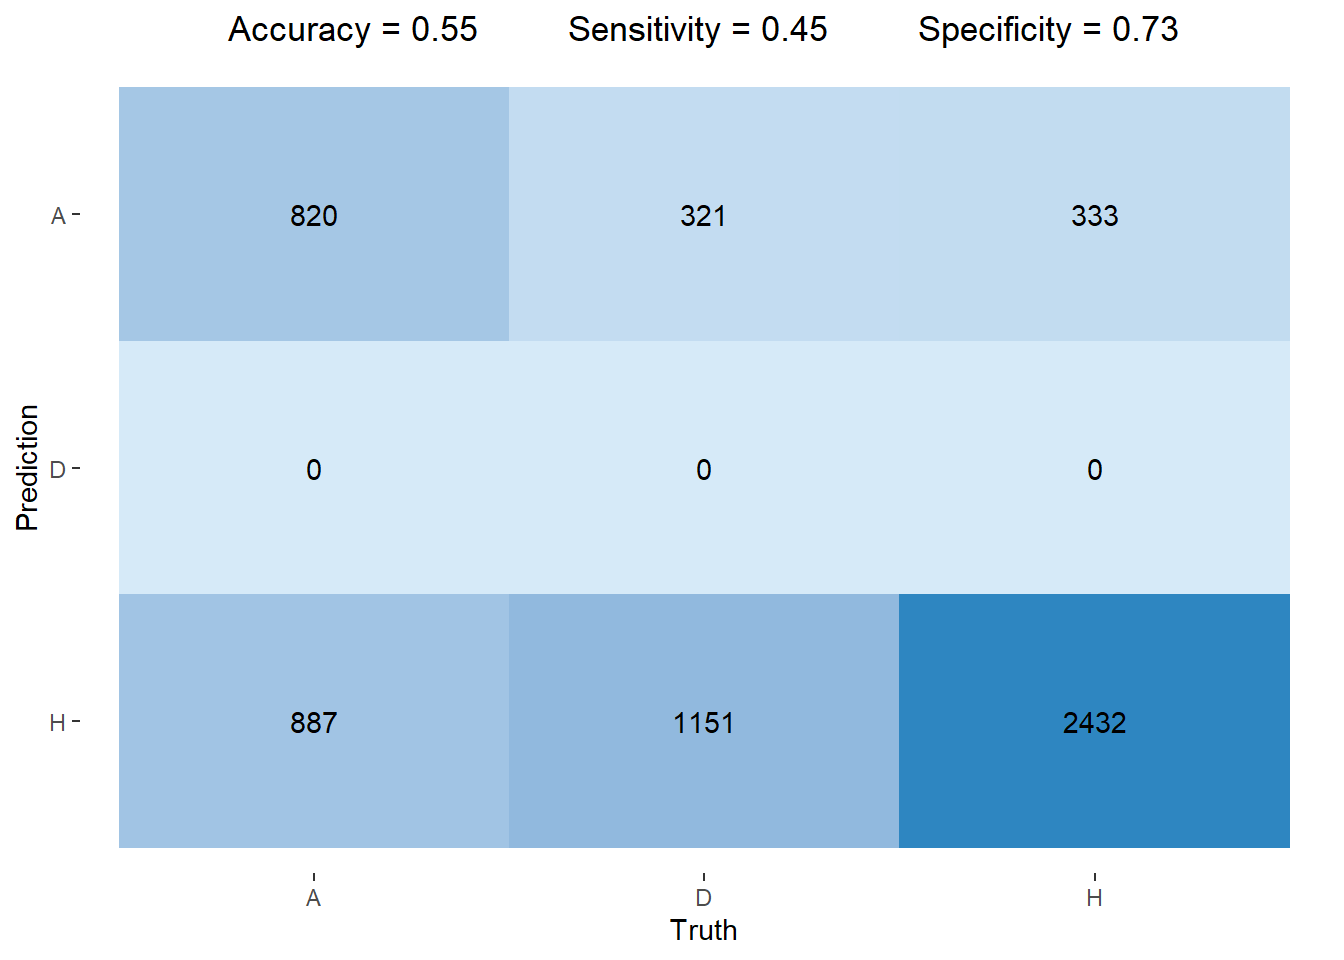 Accuracy = 0.55 Sensitivity = 0.45 Specificity = 0.73
A 820 321 333
Prediction
D 0 0 0
H 887 1151 2432
A D H
Truth